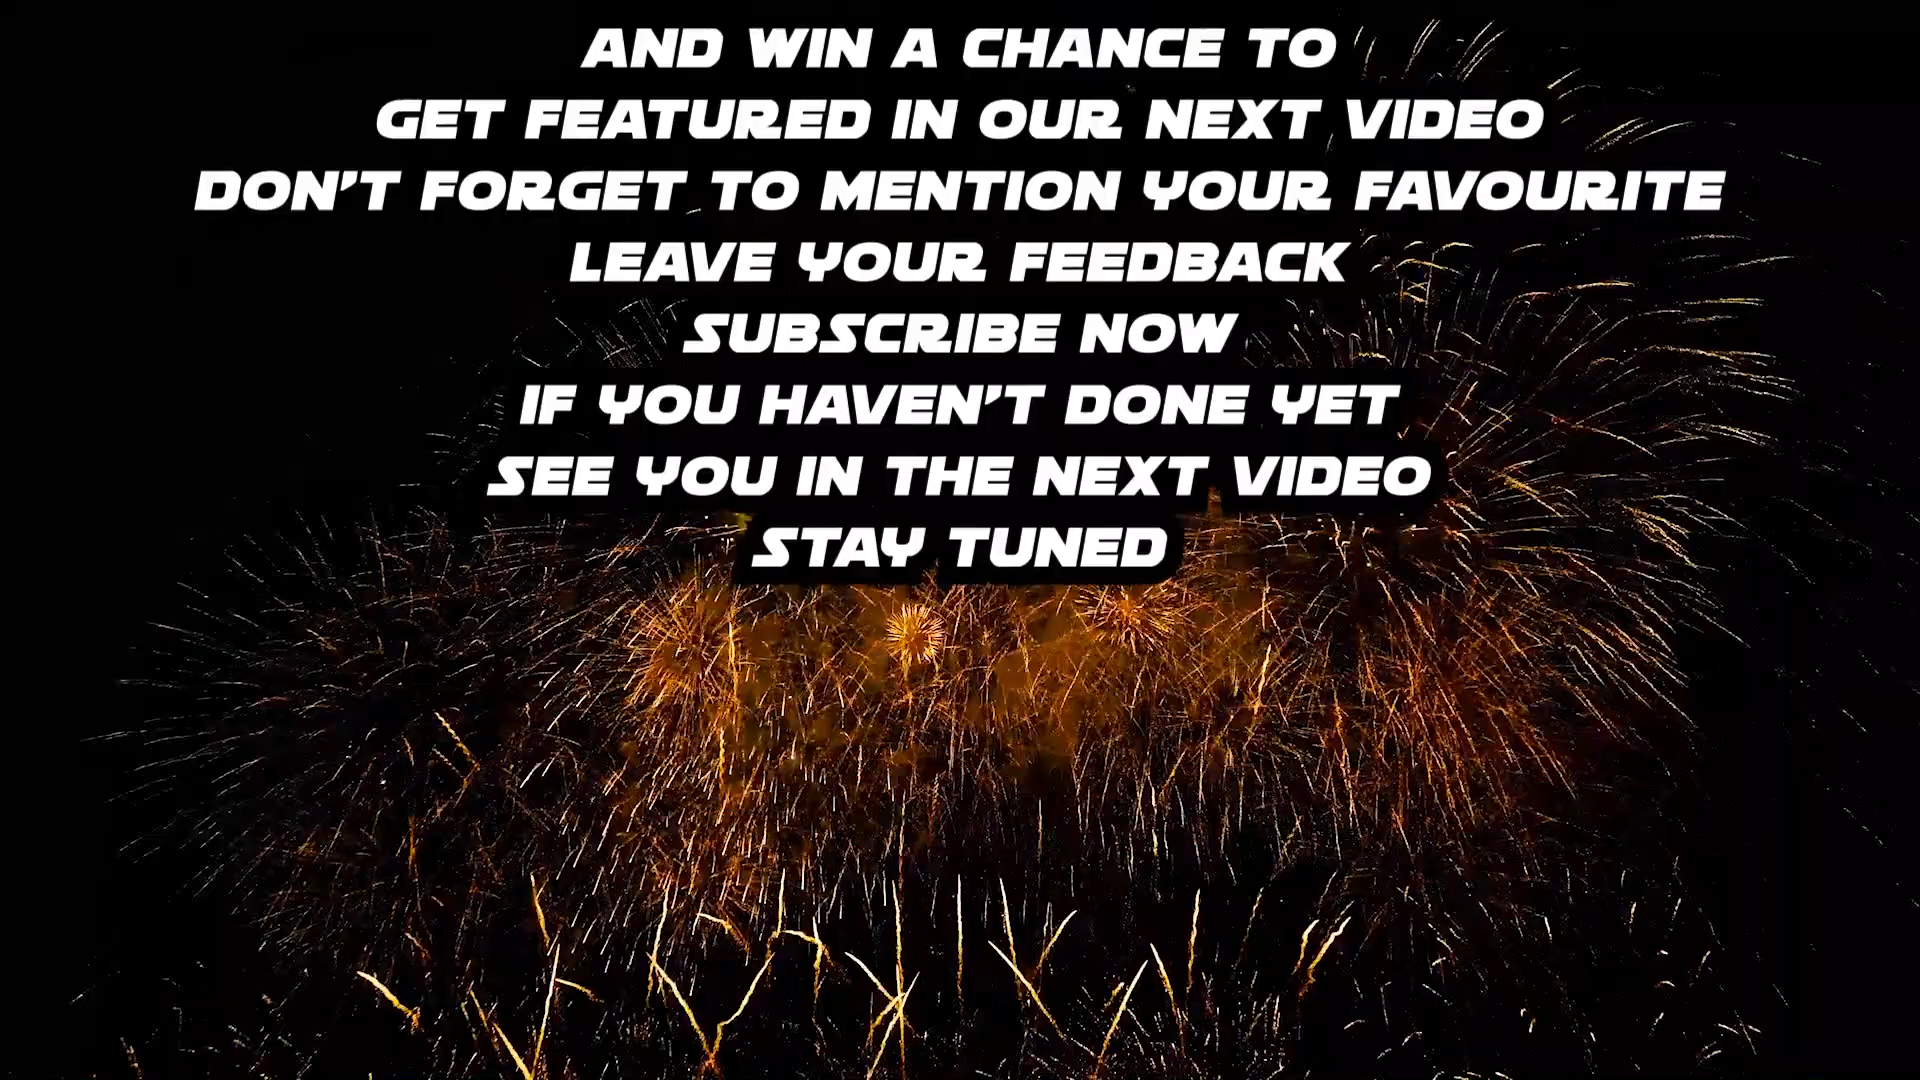 AND WIN A CHANCE TO
GET FEATURED IN OUR NEXT VIDEO
DON'T FORGET TO MENTION YOUR FAVOURITE
LEAVE YOUR FEEDBACK
SUBSCRIBE NOW
IF YOU HAVEN'T DONE YET
SEE YOU IN THE NEXT VIDEO
STAY TUNED